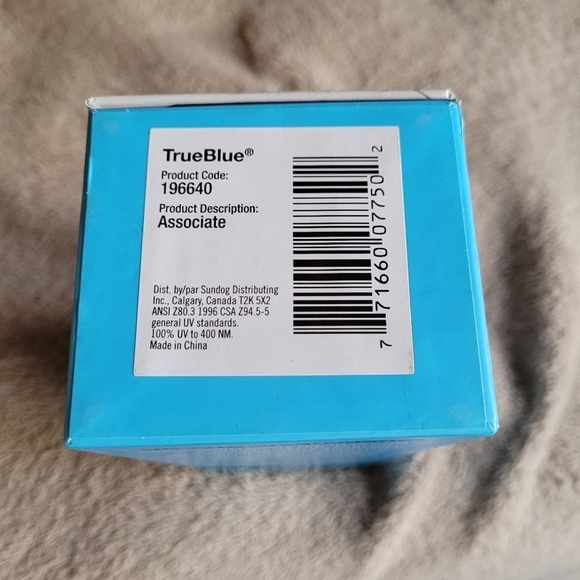 TrueBlue®
Product Code:
196640
Product Description:
Associate
Dist. by/par Sundog Distributing
Inc., Calgary, Canada T2K 5X2
ANSI Z80.3 1996 CSA Z94.5-5
general UV standards.
100% UV to 400 NM.
Made in China
7 71660 07750 2